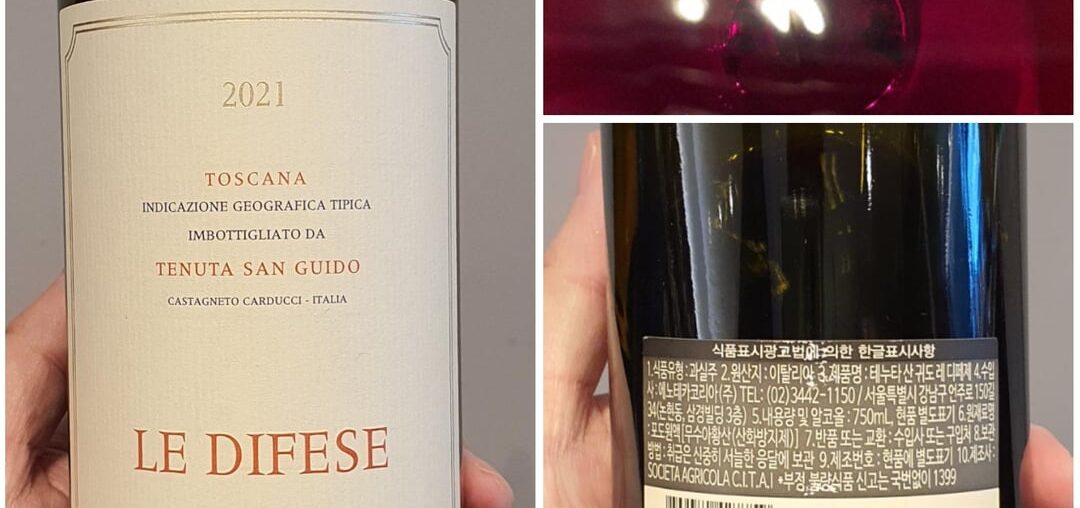 2021
TOSCANA
INDICAZIONE GEOGRAFICA TIPICA
IMBOTTIGLIATO DA
TENUTA SAN GUIDO
CASTAGNETO CARDUCCI - ITALIA
LE DIFESE
식품표시광고법에 의한 한글표시사항
1.식품유형 : 과실주 2.원산지 : 이탈리아 3.제품명 : 테누타 산 귀도 레 디페제 4.수입
사 : 에노테카코리아(주) TEL : (02)3442-1150 / 서울특별시 강남구 언주로 150길
34(논현동, 삼경빌딩 3층) 5.내용량 및 알코올 : 750mL, 현품 별도표기 6.원재료명
: 포도원액[무수아황산(산화방지제)] 7.반품 또는 교환 : 수입사 또는 구입처 8.보관
방법 : 취급은 신중히 서늘한 응달에 보관 9.제조번호 : 현품에 별도표기 10.제조사 :
SOCIETA AGRICOLA C.I.T.A.I *부정, 불량식품 신고는 국번없이 1399